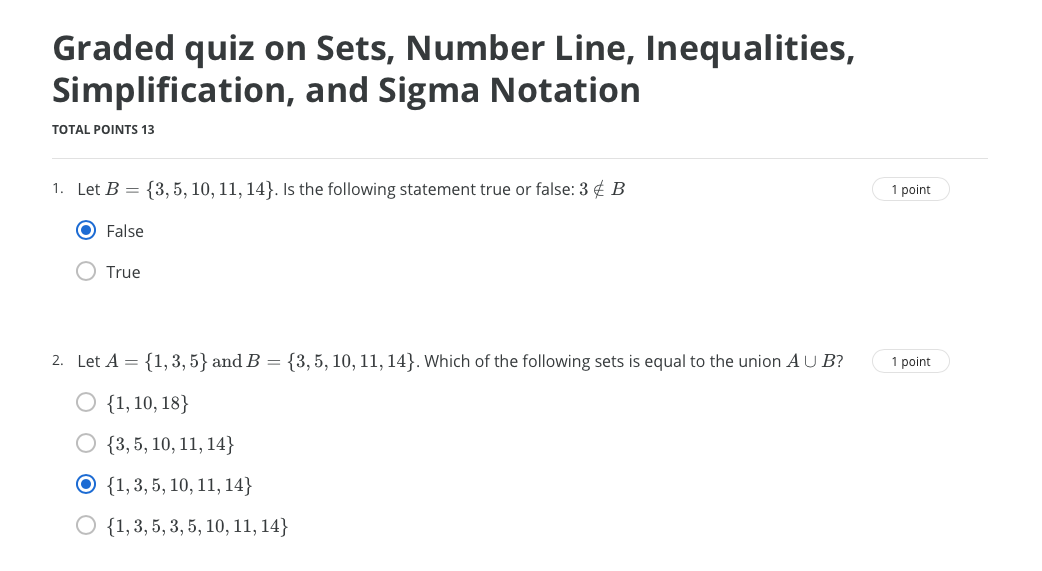 Graded quiz on Sets, Number Line, Inequalities,
Simplification, and Sigma Notation
TOTAL POINTS 13
1. Let B = {3, 5, 10, 11, 14}. Is the following statement true or false: 3 ∉ B 1 point
False
True
2. Let A = {1, 3, 5} and B = {3, 5, 10, 11, 14}. Which of the following sets is equal to the union A ∪ B? 1 point
{1, 10, 18}
{3, 5, 10, 11, 14}
{1, 3, 5, 10, 11, 14}
{1, 3, 5, 3, 5, 10, 11, 14}